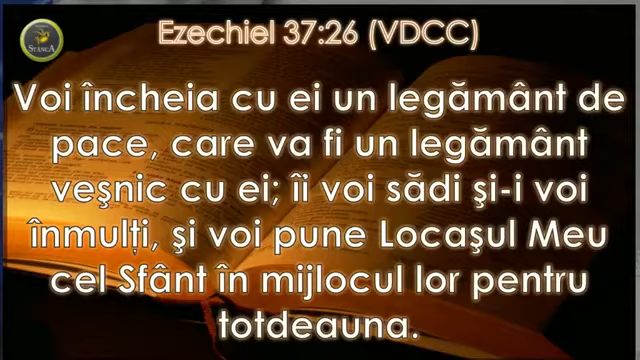 STÂNCA
Ezechiel 37:26 (VDCC)
Voi încheia cu ei un legământ de
pace, care va fi un legământ
veşnic cu ei; îi voi sădi şi-i voi
înmulţi, şi voi pune Locaşul Meu
cel Sfânt în mijlocul lor pentru
totdeauna.